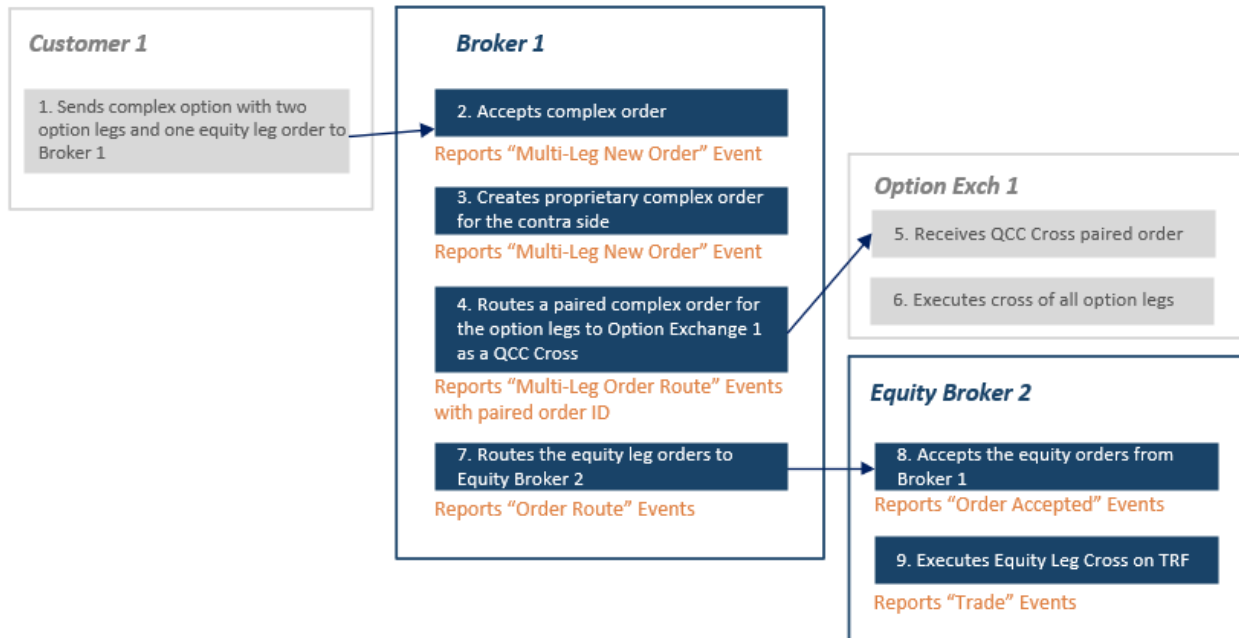 Customer 1
1. Sends complex option with two
option legs and one equity leg order to
Broker 1
Broker 1
2. Accepts complex order
Reports “Multi-Leg New Order” Event
3. Creates proprietary complex order
for the contra side
Reports “Multi-Leg New Order” Event
4. Routes a paired complex order for
the option legs to Option Exchange 1
as a QCC Cross
Reports “Multi-Leg Order Route” Events
with paired order ID
7. Routes the equity leg orders to
Equity Broker 2
Reports “Order Route” Events
Option Exch 1
5. Receives QCC Cross paired order
6. Executes cross of all option legs
Equity Broker 2
8. Accepts the equity orders from
Broker 1
Reports “Order Accepted” Events
9. Executes Equity Leg Cross on TRF
Reports “Trade” Events